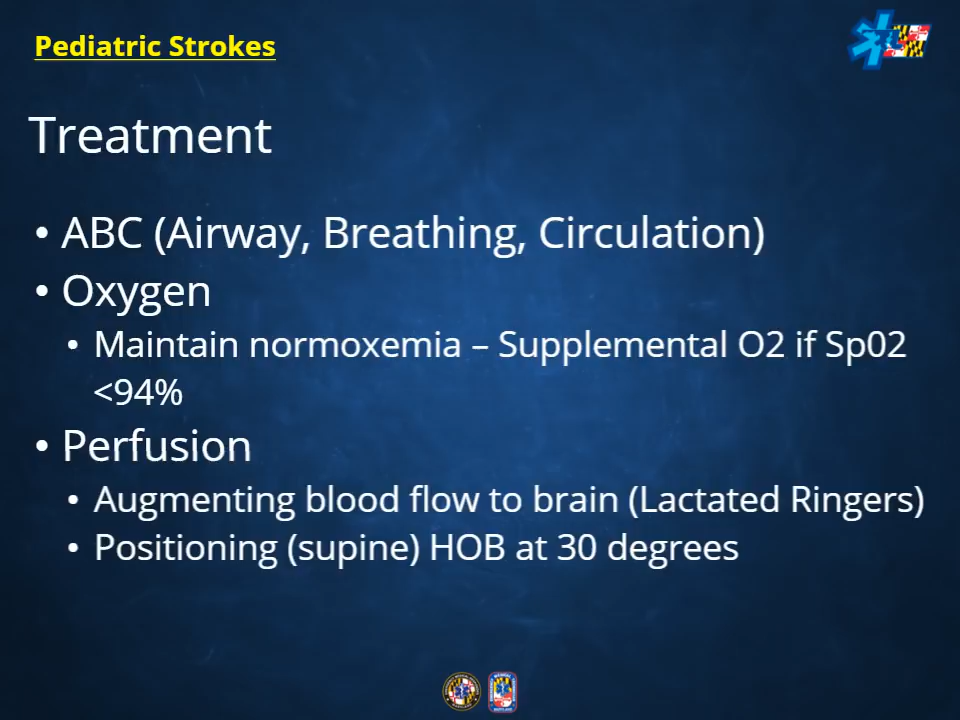 Pediatric Strokes
Treatment
• ABC (Airway, Breathing, Circulation)
• Oxygen
• Maintain normoxemia – Supplemental O2 if Sp02
<94%
• Perfusion
• Augmenting blood flow to brain (Lactated Ringers)
• Positioning (supine) HOB at 30 degrees